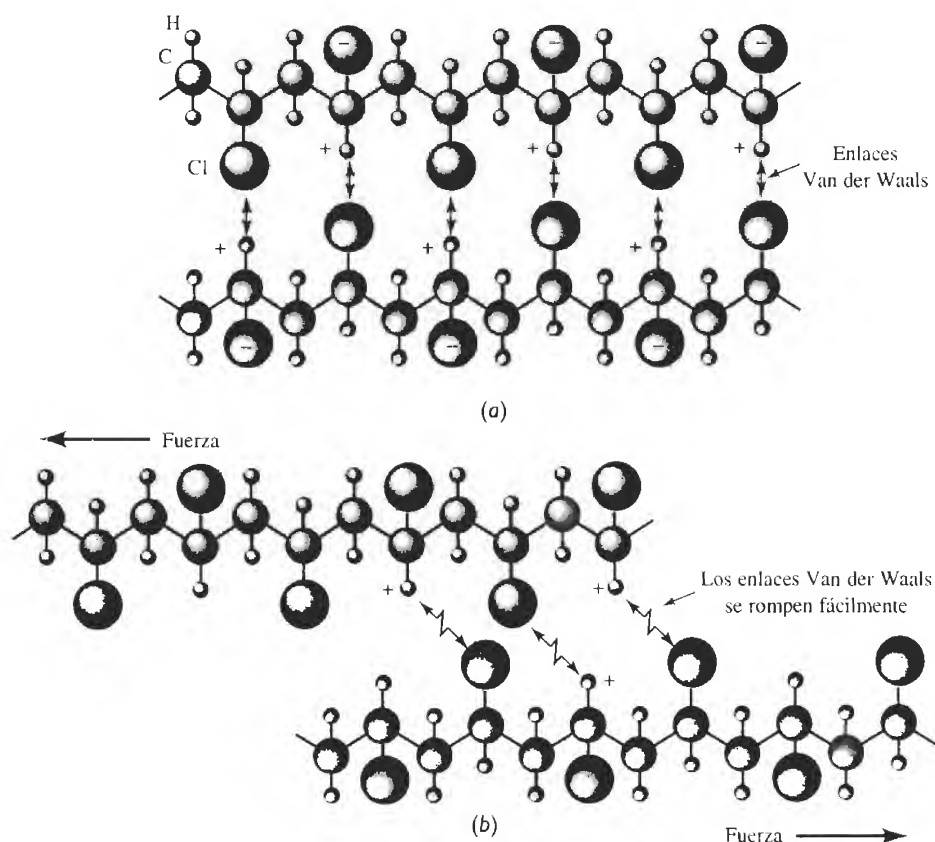 H
C
− − −
Cl
+ + +
Enlaces
Van der Waals
+ + +
− − −
(a)
Fuerza
+ +
Los enlaces Van der Waals
se rompen fácilmente
+
(b)
Fuerza